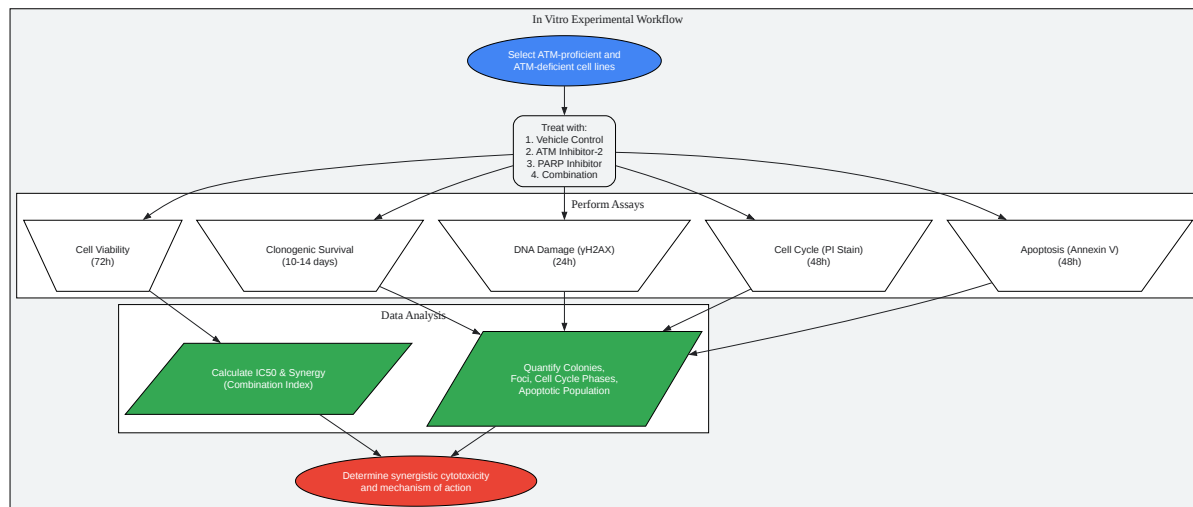 In Vitro Experimental Workflow
Select ATM-proficient and
ATM-deficient cell lines
Treat with:
1. Vehicle Control
2. ATM Inhibitor-2
3. PARP Inhibitor
4. Combination
Perform Assays
Cell Viability
(72h)
Clonogenic Survival
(10-14 days)
DNA Damage (γH2AX)
(24h)
Cell Cycle (PI Stain)
(48h)
Apoptosis (Annexin V)
(48h)
Data Analysis
Calculate IC50 & Synergy
(Combination Index)
Quantify Colonies,
Foci, Cell Cycle Phases,
Apoptotic Population
Determine synergistic cytotoxicity
and mechanism of action